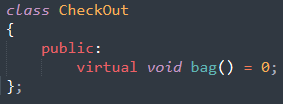 class CheckOut
{
    public:
        virtual void bag() = 0;
};